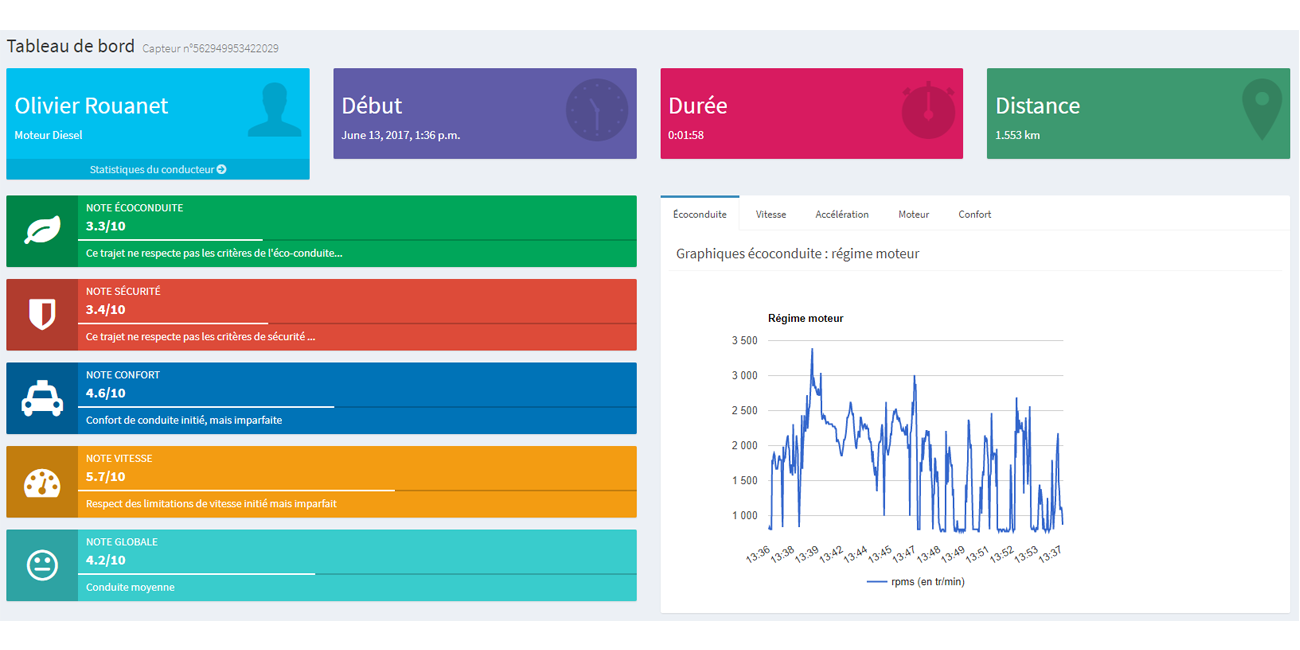 Tableau de bord Capteur n°562949953422029
Olivier Rouanet
Moteur Diesel
Statistiques du conducteur
Début
June 13, 2017, 1:36 p.m.
Durée
0:01:58
Distance
1.553 km
NOTE ÉCOCONDUITE
3.3/10
Ce trajet ne respecte pas les critères de l'éco-conduite...
NOTE SÉCURITÉ
3.4/10
Ce trajet ne respecte pas les critères de sécurité ...
NOTE CONFORT
4.6/10
Confort de conduite initié, mais imparfaite
NOTE VITESSE
5.7/10
Respect des limitations de vitesse initié mais imparfait
NOTE GLOBALE
4.2/10
Conduite moyenne
Écoconduite Vitesse Accélération Moteur Confort
Graphiques écoconduite : régime moteur
Régime moteur
3 500
3 000
2 500
2 000
1 500
1 000
13:36 13:38 13:39 13:42 13:44 13:45 13:47 13:48 13:49 13:51 13:52 13:53 13:37
rpms (en tr/min)